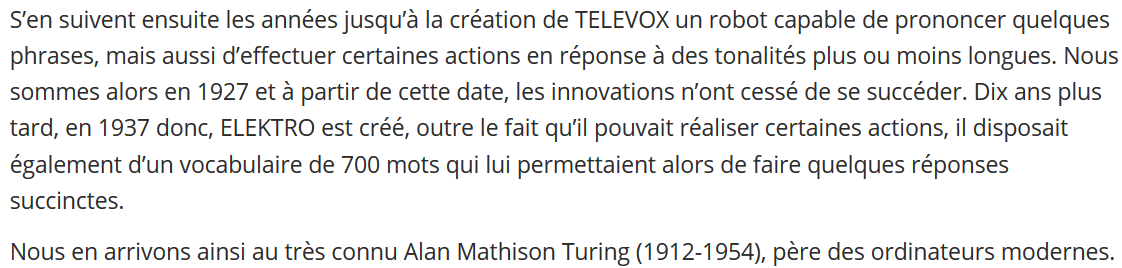 S’en suivent ensuite les années jusqu’à la création de TELEVOX un robot capable de prononcer quelques
phrases, mais aussi d’effectuer certaines actions en réponse à des tonalités plus ou moins longues. Nous
sommes alors en 1927 et à partir de cette date, les innovations n’ont cessé de se succéder. Dix ans plus
tard, en 1937 donc, ELEKTRO est créé, outre le fait qu’il pouvait réaliser certaines actions, il disposait
également d’un vocabulaire de 700 mots qui lui permettaient alors de faire quelques réponses
succinctes.
Nous en arrivons ainsi au très connu Alan Mathison Turing (1912-1954), père des ordinateurs modernes.